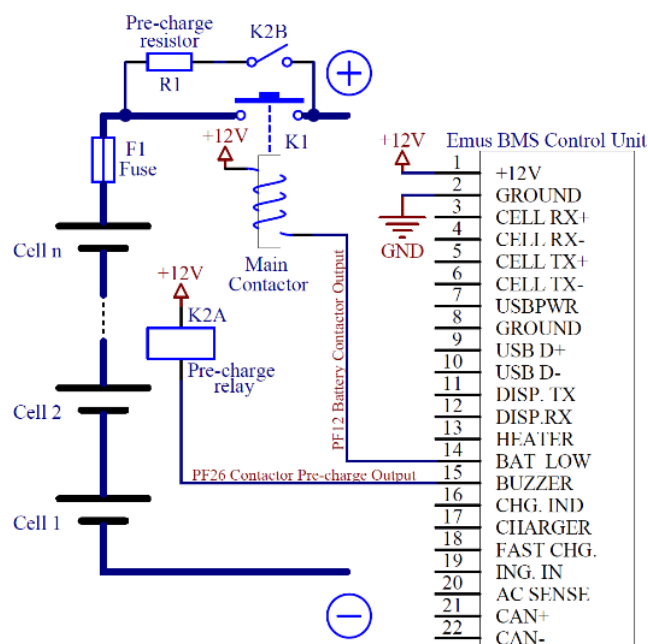 Pre-charge
resistor
K2B
R1
+12V
K1
F1
Fuse
Cell n
Main
Contactor
+12V
K2A
Pre-charge
relay
Cell 2
Cell 1
PF12 Battery Contactor Output
PF26 Contactor Pre-charge Output
+12V
GND
Emus BMS Control Unit
1 +12V
2 GROUND
3 CELL RX+
4 CELL RX-
5 CELL TX+
6 CELL TX-
7 USBPWR
8 GROUND
9 USB D+
10 USB D-
11 DISP. TX
12 DISP.RX
13 HEATER
14 BAT LOW
15 BUZZER
16 CHG. IND
17 CHARGER
18 FAST CHG.
19 ING. IN
20 AC SENSE
21 CAN+
22 CAN-